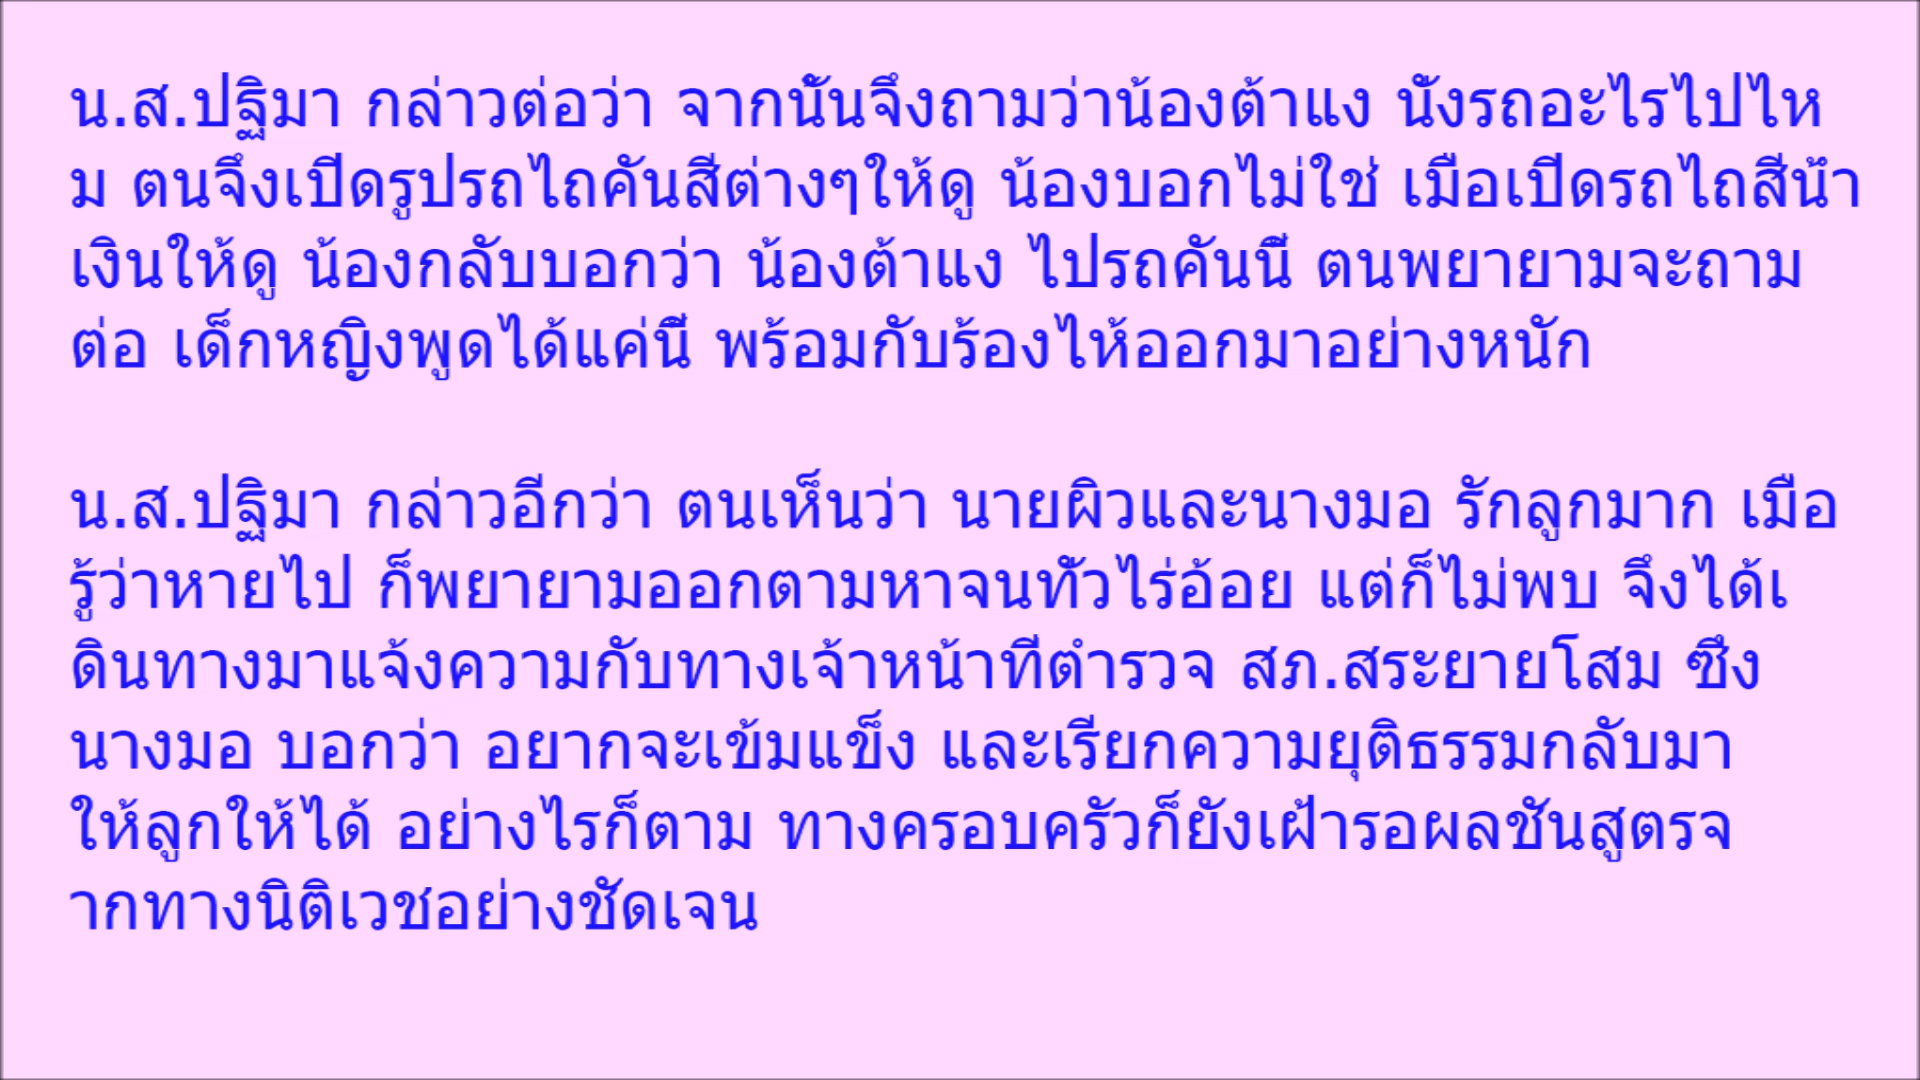 น.ส.ปฐิมา กล่าวต่อว่า จากนั้นจึงถามว่าน้องต้าแง นั่งรถอะไรไปไห
ม ตนจึงเปิดรูปรถไถคันสีต่างๆให้ดู น้องบอกไม่ใช่ เมื่อเปิดรถไถสีน้ำ
เงินให้ดู น้องกลับบอกว่า น้องต้าแง ไปรถคันนี้ ตนพยายามจะถาม
ต่อ เด็กหญิงพูดได้แค่นี้ พร้อมกับร้องไห้ออกมาอย่างหนัก
น.ส.ปฐิมา กล่าวอีกว่า ตนเห็นว่า นายผิวและนางมอ รักลูกมาก เมื่อ
รู้ว่าหายไป ก็พยายามออกตามหาจนทั่วไร่อ้อย แต่ก็ไม่พบ จึงได้เ
ดินทางมาแจ้งความกับทางเจ้าหน้าที่ตำรวจ สภ.สระยายโสม ซึ่ง
นางมอ บอกว่า อยากจะเข้มแข็ง และเรียกความยุติธรรมกลับมา
ให้ลูกให้ได้ อย่างไรก็ตาม ทางครอบครัวก็ยังเฝ้ารอผลชันสูตรจ
ากทางนิติเวชอย่างชัดเจน